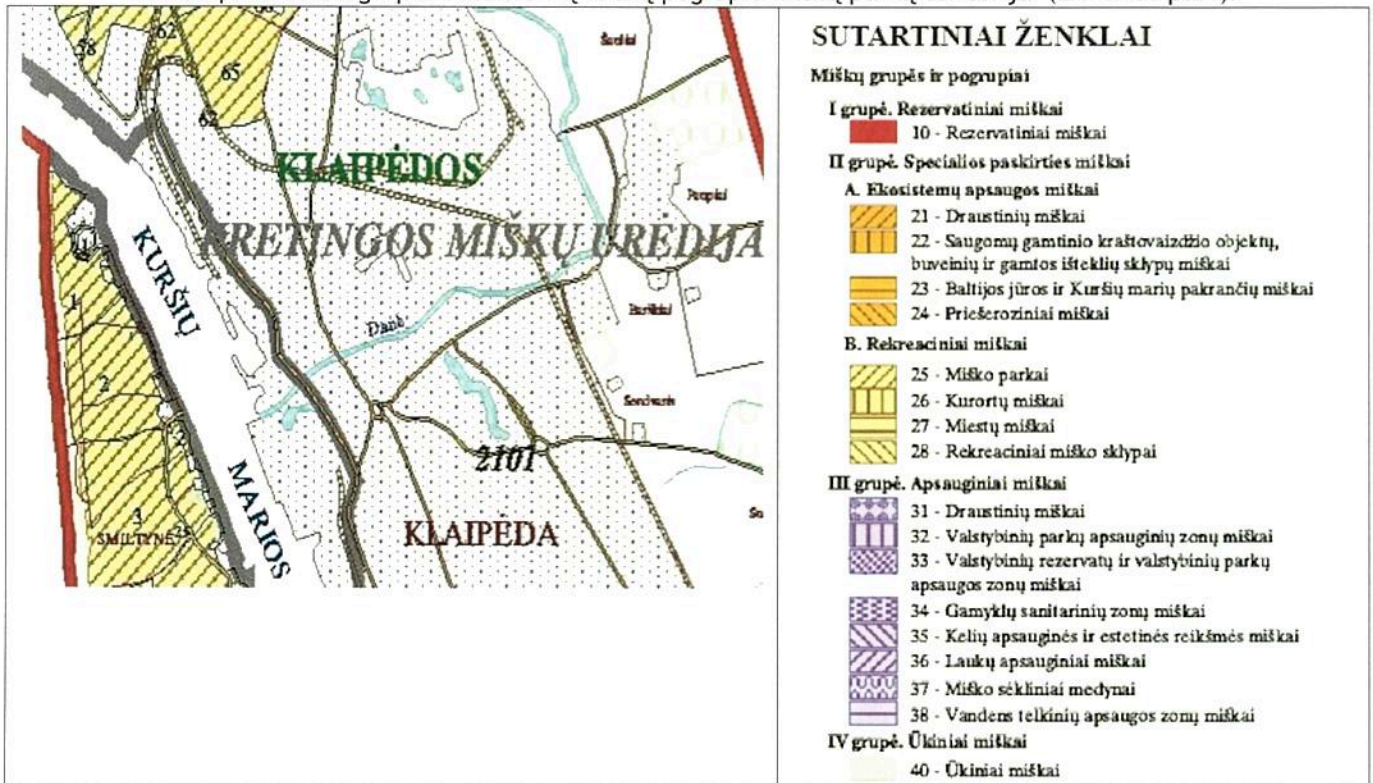 58
62
65
62
Šaučiai
KLAIPĖDOS
KRETINGOS MIŠKŲ URĖDIJA
KURŠIŲ
MARIOS
Danė
1
1
2
3
SMILTYNĖ
25
Sendvaris
2101
KLAIPĖDA
SUTARTINIAI ŽENKLAI
Miškų grupės ir pogrupiai
I grupė. Rezervatiniai miškai
10 - Rezervatiniai miškai
II grupė. Specialios paskirties miškai
A. Ekosistemų apsaugos miškai
21 - Draustinių miškai
22 - Saugomų gamtinio kraštovaizdžio objektų,
buveinių ir gamtos išteklių sklypų miškai
23 - Baltijos jūros ir Kuršių marių pakrančių miškai
24 - Priešeroziniai miškai
B. Rekreaciniai miškai
25 - Miško parkai
26 - Kurortų miškai
27 - Miestų miškai
28 - Rekreaciniai miško sklypai
III grupė. Apsauginiai miškai
31 - Draustinių miškai
32 - Valstybinių parkų apsauginių zonų miškai
33 - Valstybinių rezervatų ir valstybinių parkų
apsaugos zonų miškai
34 - Gamyklų sanitarinių zonų miškai
35 - Kelių apsauginės ir estetinės reikšmės miškai
36 - Laukų apsauginiai miškai
37 - Miško sėkliniai medynai
38 - Vandens telkinių apsaugos zonų miškai
IV grupė. Ūkiniai miškai
40 - Ūkiniai miškai